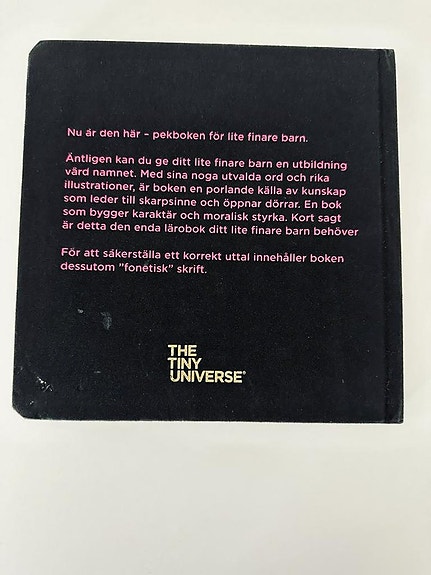 Nu är den här – pekboken för lite finare barn.
Äntligen kan du ge ditt lite finare barn en utbildning
värd namnet. Med sina noga utvalda ord och rika
illustrationer, är boken en porlande källa av kunskap
som leder till skarpsinne och öppnar dörrar. En bok
som bygger karaktär och moralisk styrka. Kort sagt
är detta den enda lärobok ditt lite finare barn behöver
För att säkerställa ett korrekt uttal innehåller boken
dessutom ”fonetisk” skrift.
THE
TINY
UNIVERSE®